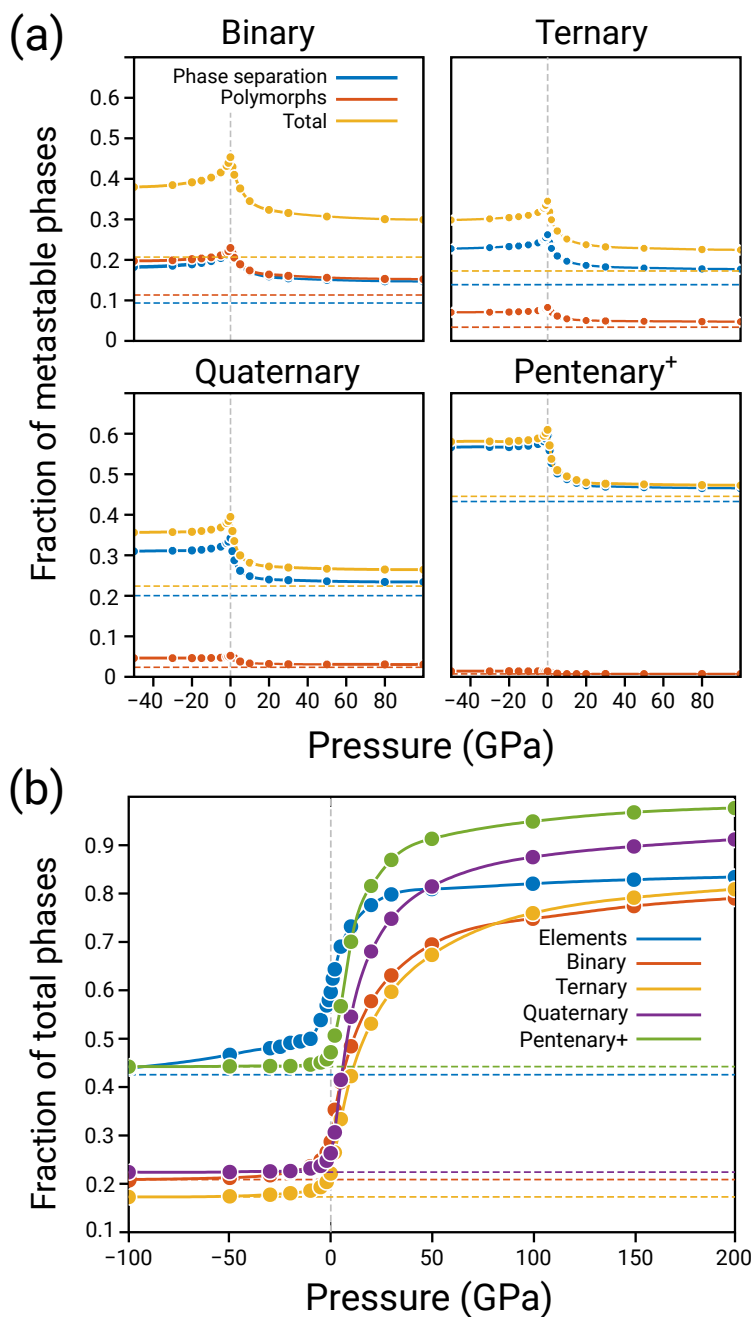 (a)
Binary
Ternary
Fraction of metastable phases
0.6
0.5
0.4
0.3
0.2
0.1
0
Phase separation
Polymorphs
Total
Quaternary
Pentenary+
0.6
0.5
0.4
0.3
0.2
0.1
0
−40 −20 0 20 40 60 80
−40 −20 0 20 40 60 80
Pressure (GPa)
(b)
Fraction of total phases
0.9
0.8
0.7
0.6
0.5
0.4
0.3
0.2
0.1
Elements
Binary
Ternary
Quaternary
Pentenary+
−100 −50 0 50 100 150 200
Pressure (GPa)